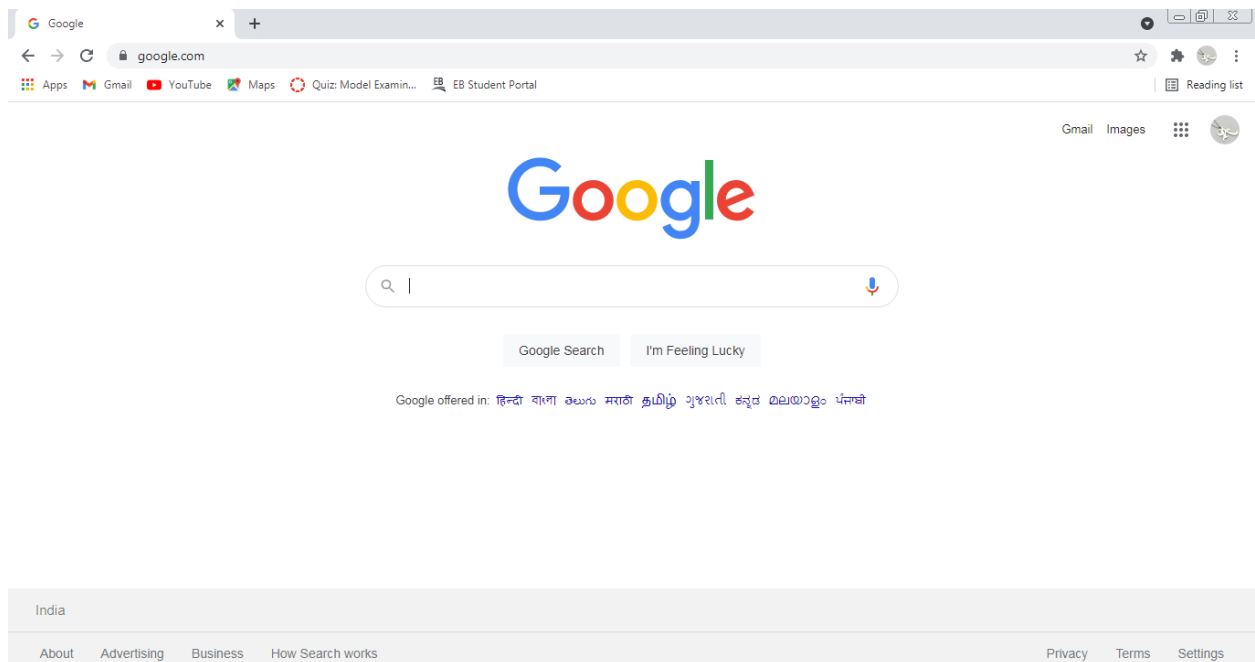 Google
google.com
Apps Gmail YouTube Maps Quiz: Model Examin... EB EB Student Portal Reading list
Gmail Images
Google
Google Search I'm Feeling Lucky
Google offered in: हिन्दी বাংলা తెలుగు मराठी தமிழ் ગુજરાતી ಕನ್ನಡ മലയാളം ਪੰਜਾਬੀ
India
About Advertising Business How Search works Privacy Terms Settings